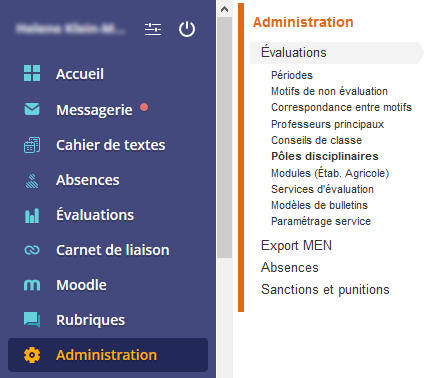 Accueil
Messagerie
Cahier de textes
Absences
Évaluations
Carnet de liaison
Moodle
Rubriques
Administration
Administration
Évaluations
Périodes
Motifs de non évaluation
Correspondance entre motifs
Professeurs principaux
Conseils de classe
Pôles disciplinaires
Modules (Étab. Agricole)
Services d'évaluation
Modèles de bulletins
Paramétrage service
Export MEN
Absences
Sanctions et punitions